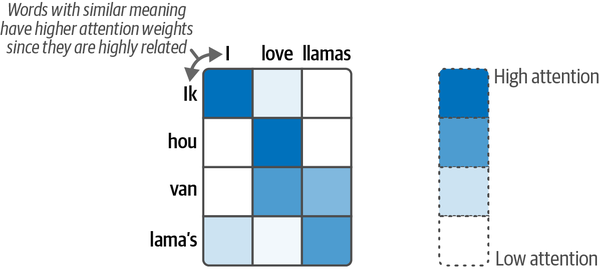 Words with similar meaning
have higher attention weights
since they are highly related
I love llamas
Ik
hou
van
lama's
High attention
Low attention